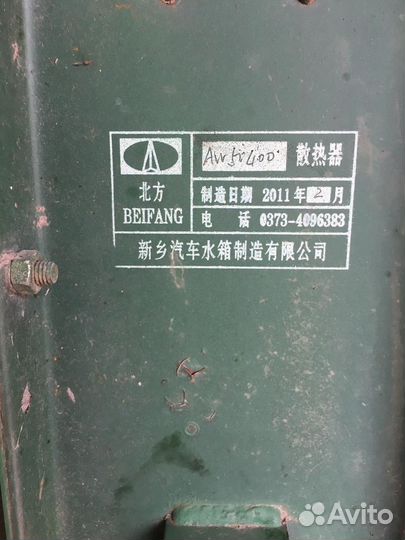 散热器
北方
BEIFANG
制造日期 2011年2月
电 话 0373-4096383
新乡汽车水箱制造有限公司
Avito